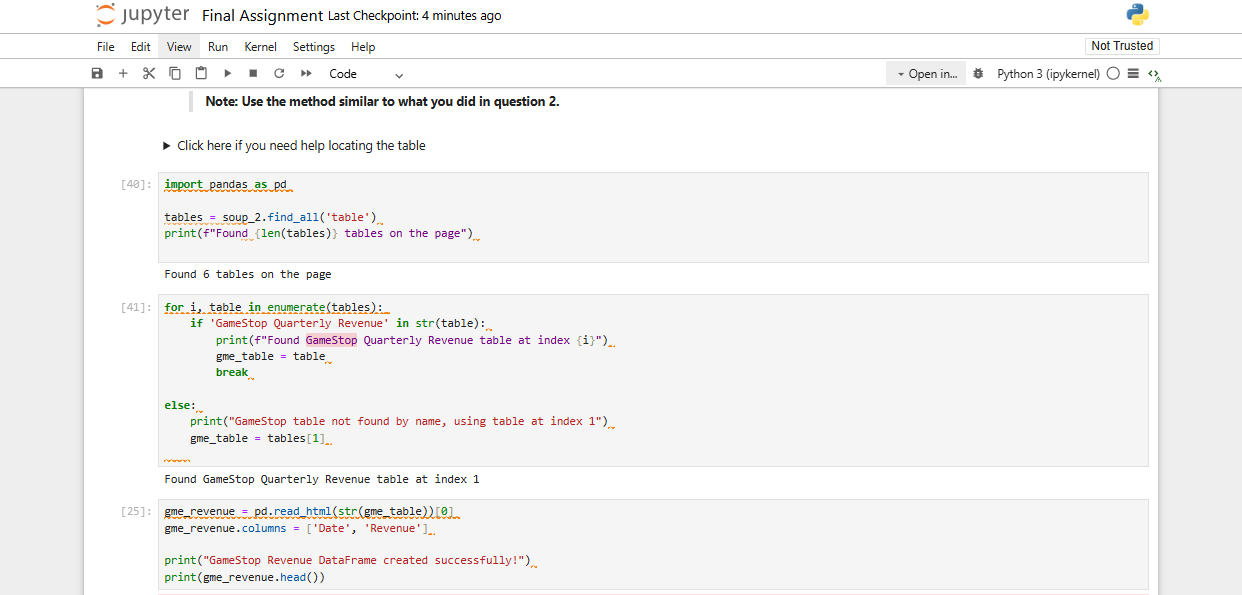 jupyter Final Assignment Last Checkpoint: 4 minutes ago
File Edit View Run Kernel Settings Help Not Trusted
Code Open in... Python 3 (ipykernel)
Note: Use the method similar to what you did in question 2.
Click here if you need help locating the table
[40]: import pandas as pd
tables = soup_2.find_all('table')
print(f"Found {len(tables)} tables on the page")
Found 6 tables on the page
[41]: for i, table in enumerate(tables):
    if 'GameStop Quarterly Revenue' in str(table):
        print(f"Found GameStop Quarterly Revenue table at index {i}")
        gme_table = table
        break
else:
    print("GameStop table not found by name, using table at index 1")
    gme_table = tables[1]
Found GameStop Quarterly Revenue table at index 1
[25]: gme_revenue = pd.read_html(str(gme_table))[0]
gme_revenue.columns = ['Date', 'Revenue']
print("GameStop Revenue DataFrame created successfully!")
print(gme_revenue.head())